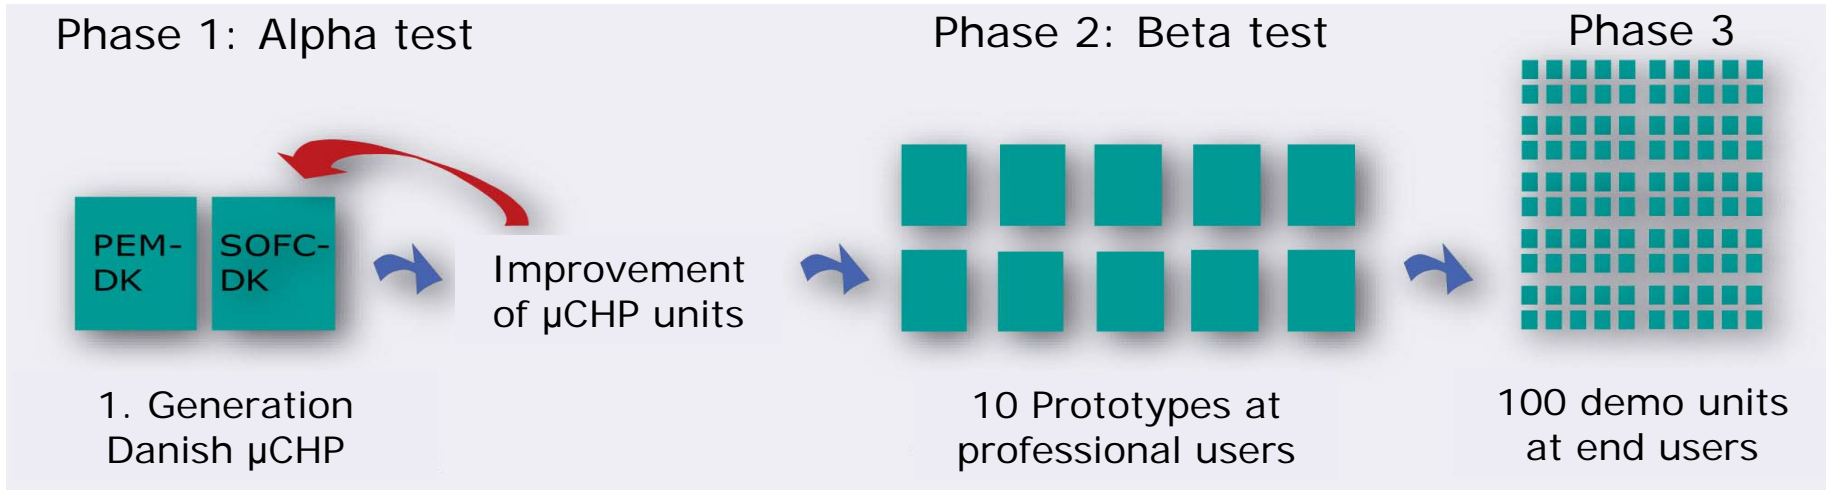 Phase 1: Alpha test
PEM-
DK
SOFC-
DK
Improvement
of µCHP units
1. Generation
Danish µCHP
Phase 2: Beta test
10 Prototypes at
professional users
Phase 3
100 demo units
at end users